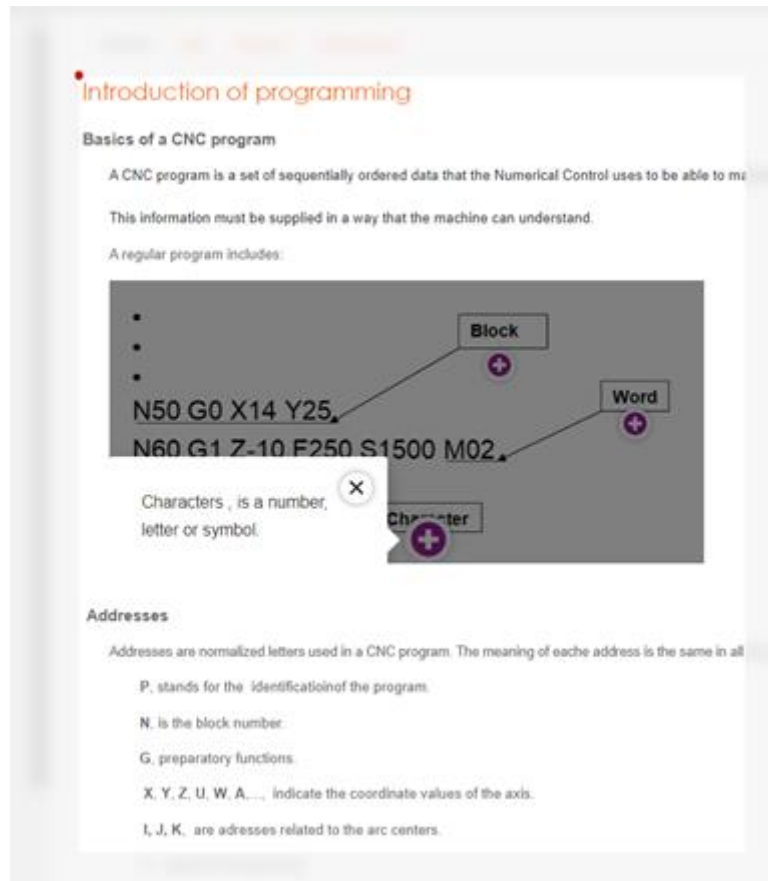 Introduction of programming
Basics of a CNC program
A CNC program is a set of sequentially ordered data that the Numerical Control uses to be able to ma
This information must be supplied in a way that the machine can understand.
A regular program includes:
Block
Word
N50 G0 X14 Y25
N60 G1 Z-10 F250 S1500 M02
Characters , is a number,
letter or symbol.
Character
Addresses
Addresses are normalized letters used in a CNC program. The meaning of eache address is the same in all
P, stands for the identificatioinof the program.
N, is the block number.
G, preparatory functions.
X, Y, Z, U, W, A,..., indicate the coordinate values of the axis.
I, J, K, are adresses related to the arc centers.